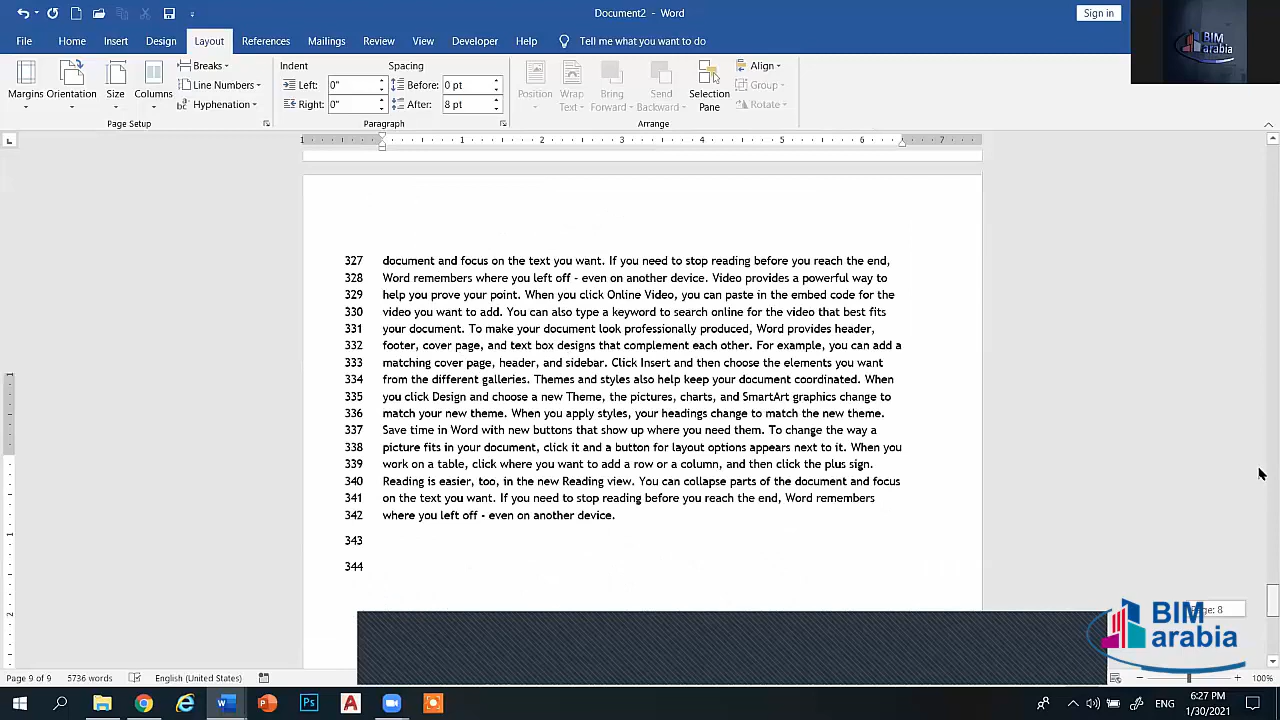 Document2 - Word
Sign in
BIM
arabia
File Home Insert Design Layout References Mailings Review View Developer Help Tell me what you want to do
Margins Orientation Size Columns
Breaks
Line Numbers
Hyphenation
Page Setup
Indent
Left: 0"
Right: 0"
Spacing
Before: 0 pt
After: 8 pt
Paragraph
Position
Wrap
Text
Bring
Forward
Send
Backward
Selection
Pane
Align
Group
Rotate
Arrange
1 1 2 3 4 5 6 7
327 document and focus on the text you want. If you need to stop reading before you reach the end,
328 Word remembers where you left off - even on another device. Video provides a powerful way to
329 help you prove your point. When you click Online Video, you can paste in the embed code for the
330 video you want to add. You can also type a keyword to search online for the video that best fits
331 your document. To make your document look professionally produced, Word provides header,
332 footer, cover page, and text box designs that complement each other. For example, you can add a
333 matching cover page, header, and sidebar. Click Insert and then choose the elements you want
334 from the different galleries. Themes and styles also help keep your document coordinated. When
335 you click Design and choose a new Theme, the pictures, charts, and SmartArt graphics change to
336 match your new theme. When you apply styles, your headings change to match the new theme.
337 Save time in Word with new buttons that show up where you need them. To change the way a
338 picture fits in your document, click it and a button for layout options appears next to it. When you
339 work on a table, click where you want to add a row or a column, and then click the plus sign.
340 Reading is easier, too, in the new Reading view. You can collapse parts of the document and focus
341 on the text you want. If you need to stop reading before you reach the end, Word remembers
342 where you left off - even on another device.
343
344
Page: 8
BIM
arabia
Page 9 of 9 5736 words English (United States) 100%
ENG
6:27 PM
1/30/2021